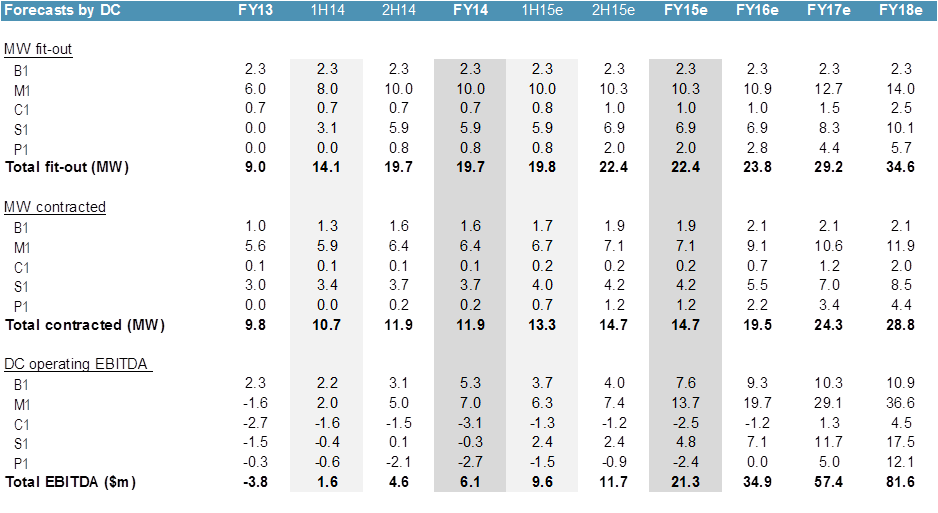 Forecasts by DC FY13 1H14 2H14 FY14 1H15e 2H15e FY15e FY16e FY17e FY18e
MW fit-out
B1 2.3 2.3 2.3 2.3 2.3 2.3 2.3 2.3 2.3 2.3
M1 6.0 8.0 10.0 10.0 10.0 10.3 10.3 10.9 12.7 14.0
C1 0.7 0.7 0.7 0.7 0.8 1.0 1.0 1.0 1.5 2.5
S1 0.0 3.1 5.9 5.9 5.9 6.9 6.9 6.9 8.3 10.1
P1 0.0 0.0 0.8 0.8 0.8 2.0 2.0 2.8 4.4 5.7
Total fit-out (MW) 9.0 14.1 19.7 19.7 19.8 22.4 22.4 23.8 29.2 34.6
MW contracted
B1 1.0 1.3 1.6 1.6 1.7 1.9 1.9 2.1 2.1 2.1
M1 5.6 5.9 6.4 6.4 6.7 7.1 7.1 9.1 10.6 11.9
C1 0.1 0.1 0.1 0.1 0.2 0.2 0.2 0.7 1.2 2.0
S1 3.0 3.4 3.7 3.7 4.0 4.2 4.2 5.5 7.0 8.5
P1 0.0 0.0 0.2 0.2 0.7 1.2 1.2 2.2 3.4 4.4
Total contracted (MW) 9.8 10.7 11.9 11.9 13.3 14.7 14.7 19.5 24.3 28.8
DC operating EBITDA
B1 2.3 2.2 3.1 5.3 3.7 4.0 7.6 9.3 10.3 10.9
M1 -1.6 2.0 5.0 7.0 6.3 7.4 13.7 19.7 29.1 36.6
C1 -2.7 -1.6 -1.5 -3.1 -1.3 -1.2 -2.5 -1.2 1.3 4.5
S1 -1.5 -0.4 0.1 -0.3 2.4 2.4 4.8 7.1 11.7 17.5
P1 -0.3 -0.6 -2.1 -2.7 -1.5 -0.9 -2.4 0.0 5.0 12.1
Total EBITDA ($m) -3.8 1.6 4.6 6.1 9.6 11.7 21.3 34.9 57.4 81.6